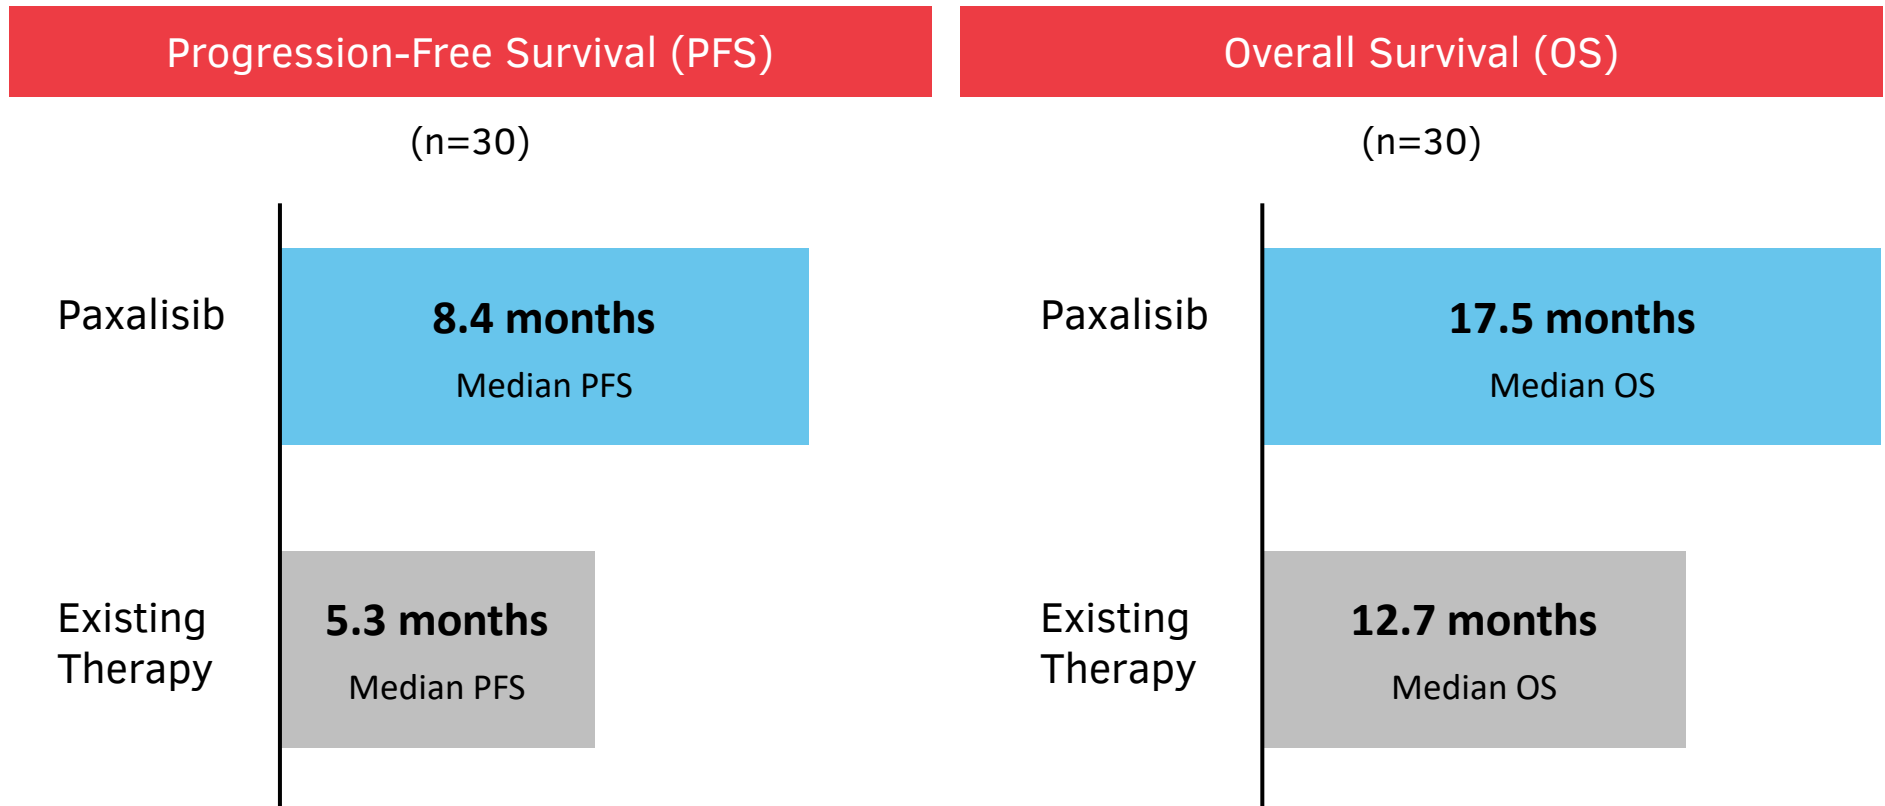 Progression-Free Survival (PFS)
(n=30)
Paxalisib
8.4 months
Median PFS
Existing
Therapy
5.3 months
Median PFS
Overall Survival (OS)
(n=30)
Paxalisib
17.5 months
Median OS
Existing
Therapy
12.7 months
Median OS